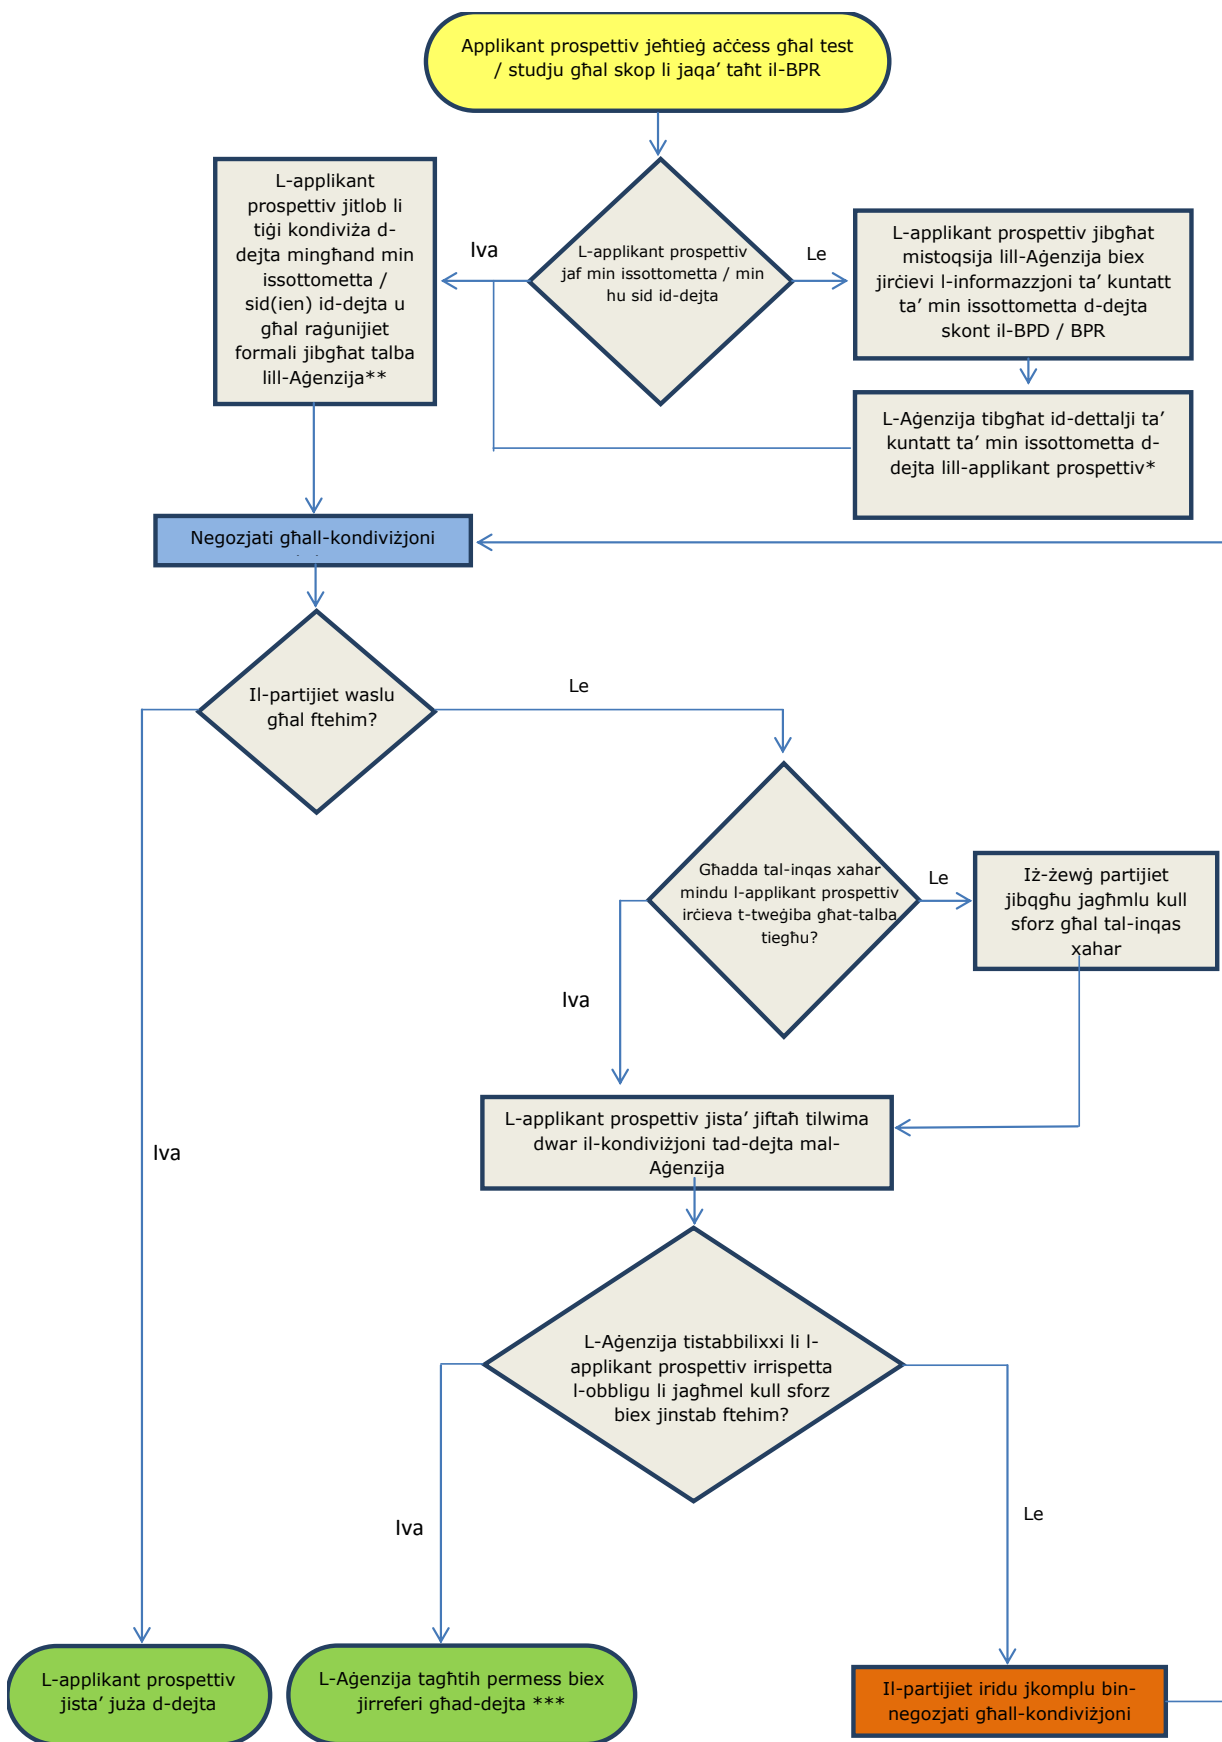 Applikant prospettiv jeħtieġ aċċess għal test
/ studju għal skop li jaqa’ taħt il-BPR
L-applikant
prospettiv jitlob li
tiġi kondiviża d-
dejta mingħand min
issottometta /
sid(ien) id-dejta u
għal raġunijiet
formali jibgħat talba
lill-Aġenzija**
Iva
L-applikant prospettiv
jaf min issottometta / min
hu sid id-dejta
Le
L-applikant prospettiv jibgħat
mistoqsija lill-Aġenzija biex
jirċievi l-informazzjoni ta’ kuntatt
ta’ min issottometta d-dejta
skont il-BPD / BPR
L-Aġenzija tibgħat id-dettalji ta’
kuntatt ta’ min issottometta d-
dejta lill-applikant prospettiv*
Negozjati għall-kondiviżjoni
Il-partijiet waslu
għal ftehim?
Le
Għadda tal-inqas xahar
mindu l-applikant prospettiv
irċieva t-tweġiba għat-talba
tiegħu?
Le
Iż-żewġ partijiet
jibqgħu jagħmlu kull
sforz għal tal-inqas
xahar
Iva
L-applikant prospettiv jista’ jiftaħ tilwima
dwar il-kondiviżjoni tad-dejta mal-
Aġenzija
Iva
L-Aġenzija tistabbilixxi li l-
applikant prospettiv irrispetta
l-obbligu li jagħmel kull sforz
biex jinstab ftehim?
Iva
Le
L-applikant prospettiv
jista’ juża d-dejta
L-Aġenzija tagħtih permess biex
jirreferi għad-dejta ***
Il-partijiet iridu jkomplu bin-
negozjati għall-kondiviżjoni